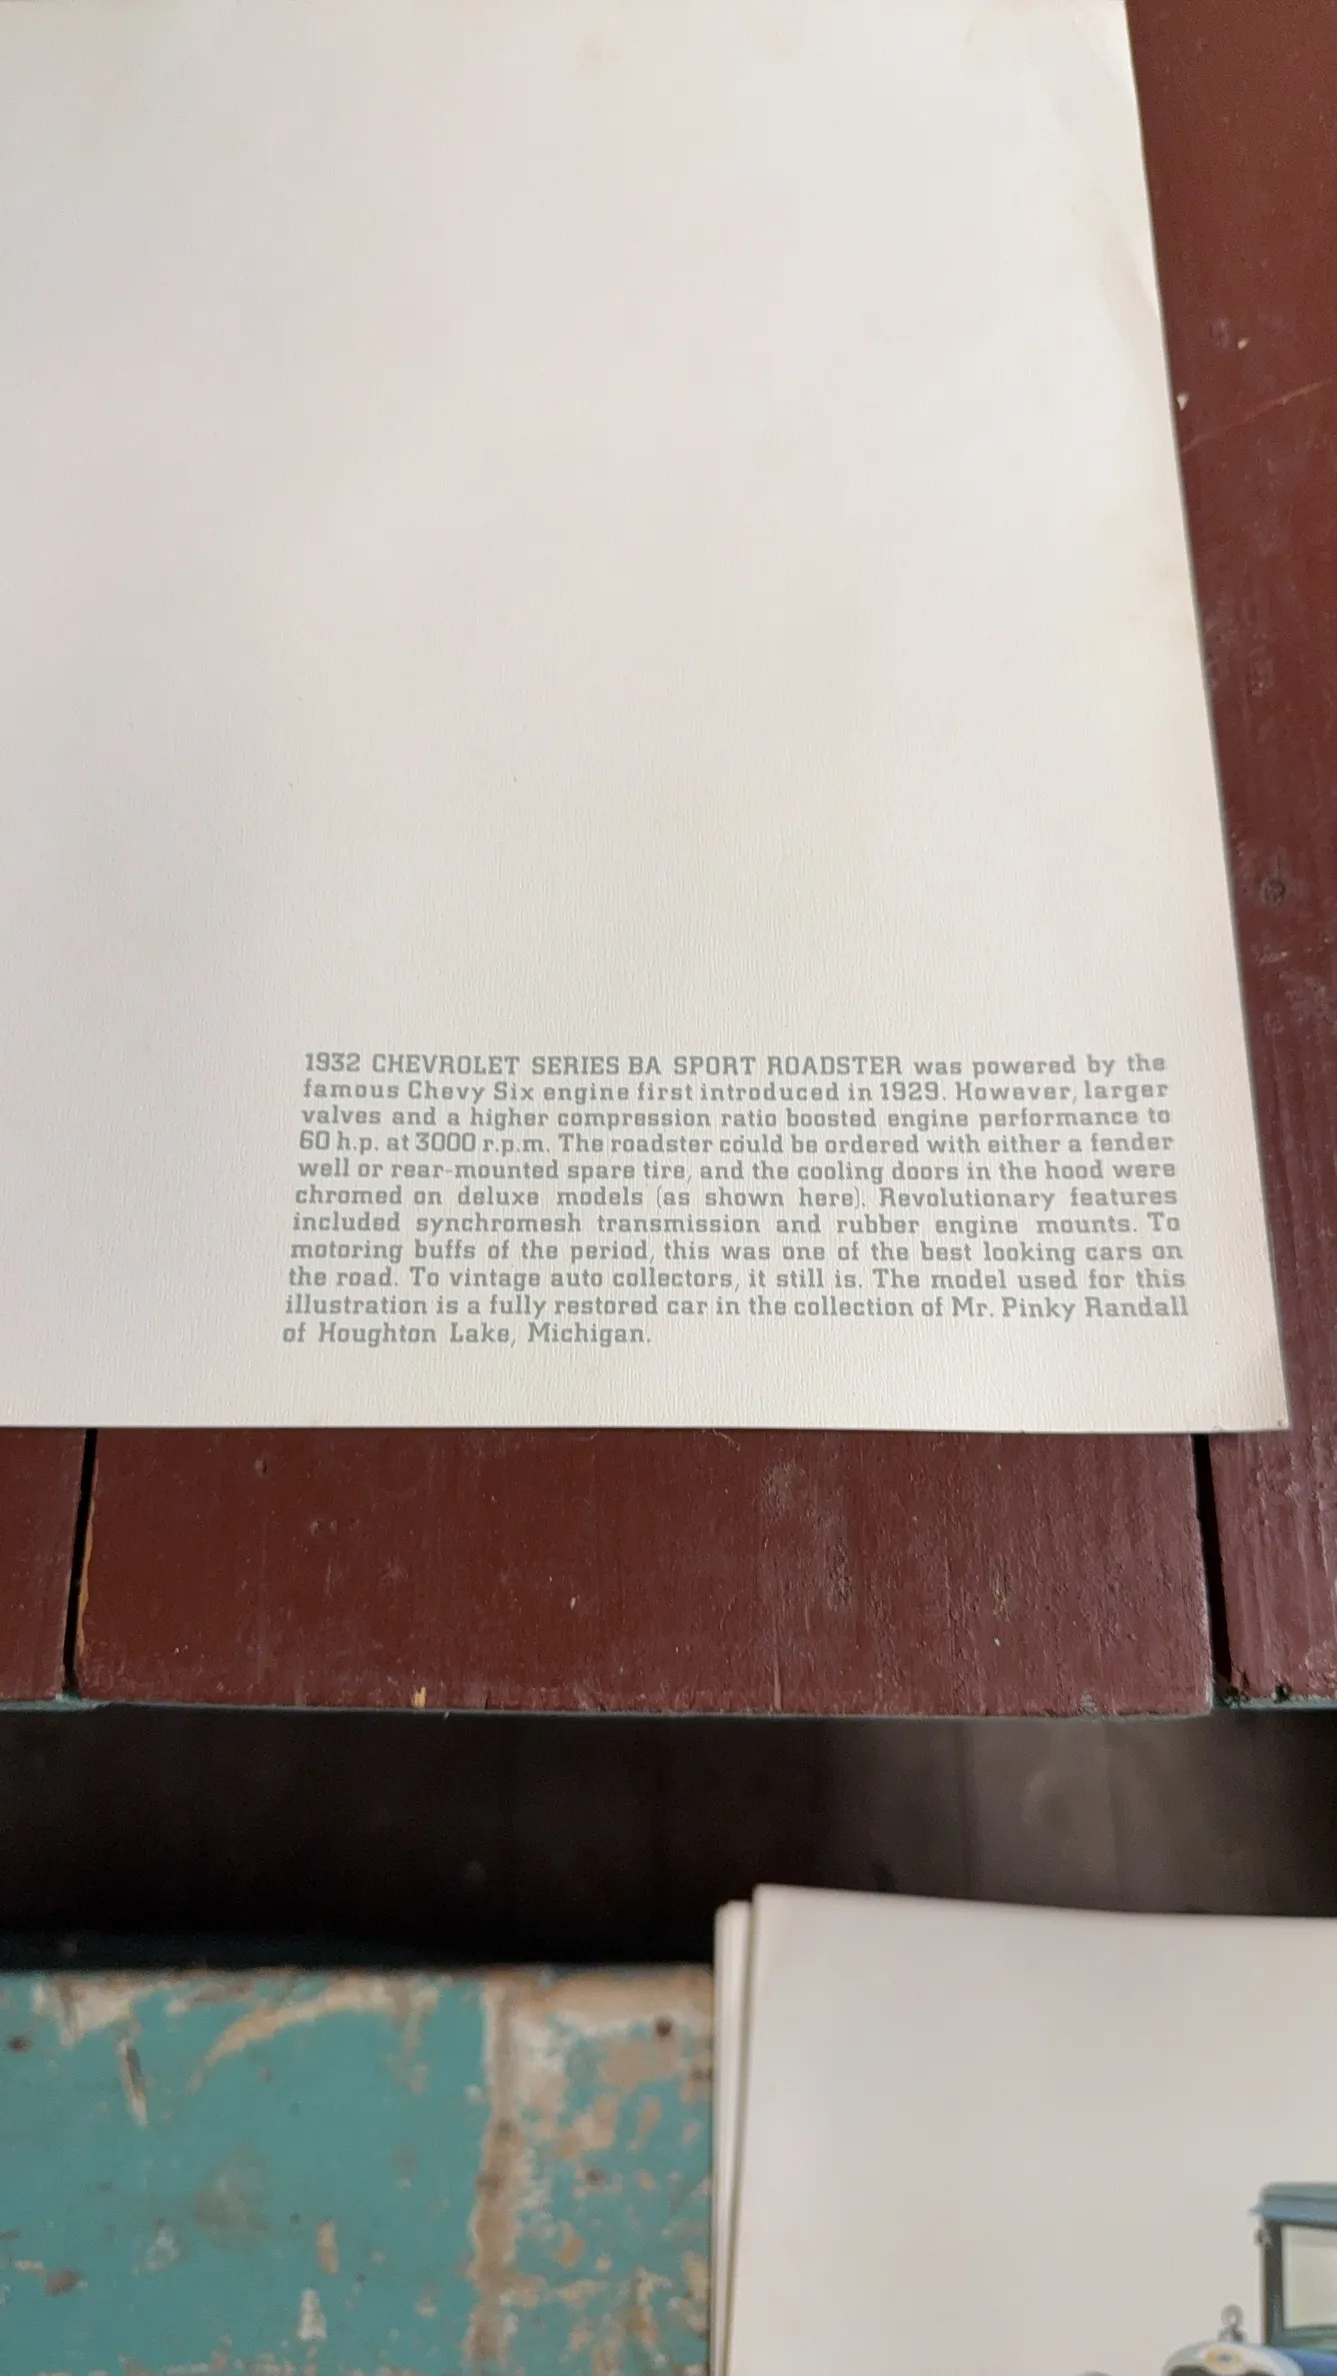 1932 CHEVROLET SERIES BA SPORT ROADSTER was powered by the
famous Chevy Six engine first introduced in 1929. However, larger
valves and a higher compression ratio boosted engine performance to
60 h.p. at 3000 r.p.m. The roadster could be ordered with either a fender
well or rear-mounted spare tire, and the cooling doors in the hood were
chromed on deluxe models (as shown here). Revolutionary features
included synchromesh transmission and rubber engine mounts. To
motoring buffs of the period, this was one of the best looking cars on
the road. To vintage auto collectors, it still is. The model used for this
illustration is a fully restored car in the collection of Mr. Pinky Randall
of Houghton Lake, Michigan.